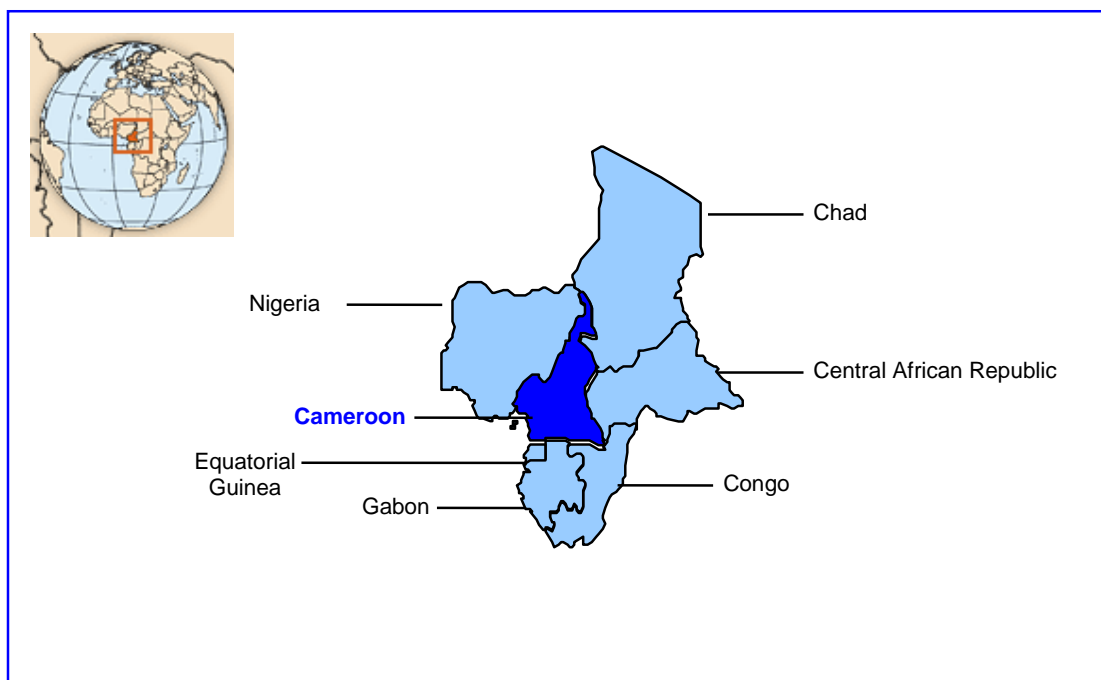 Chad
Nigeria
Central African Republic
Cameroon
Equatorial
Guinea
Congo
Gabon